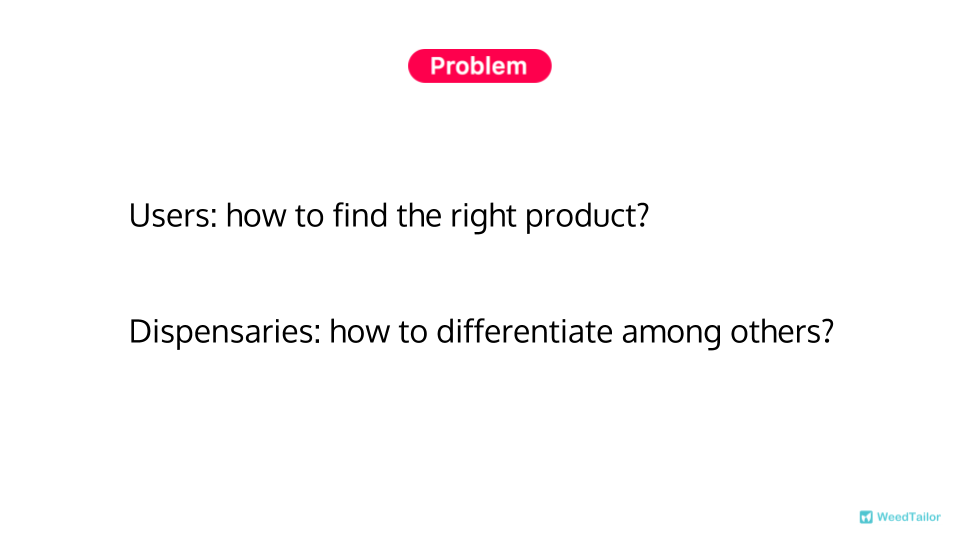 Problem
Users: how to find the right product?
Dispensaries: how to differentiate among others?
WeedTailor